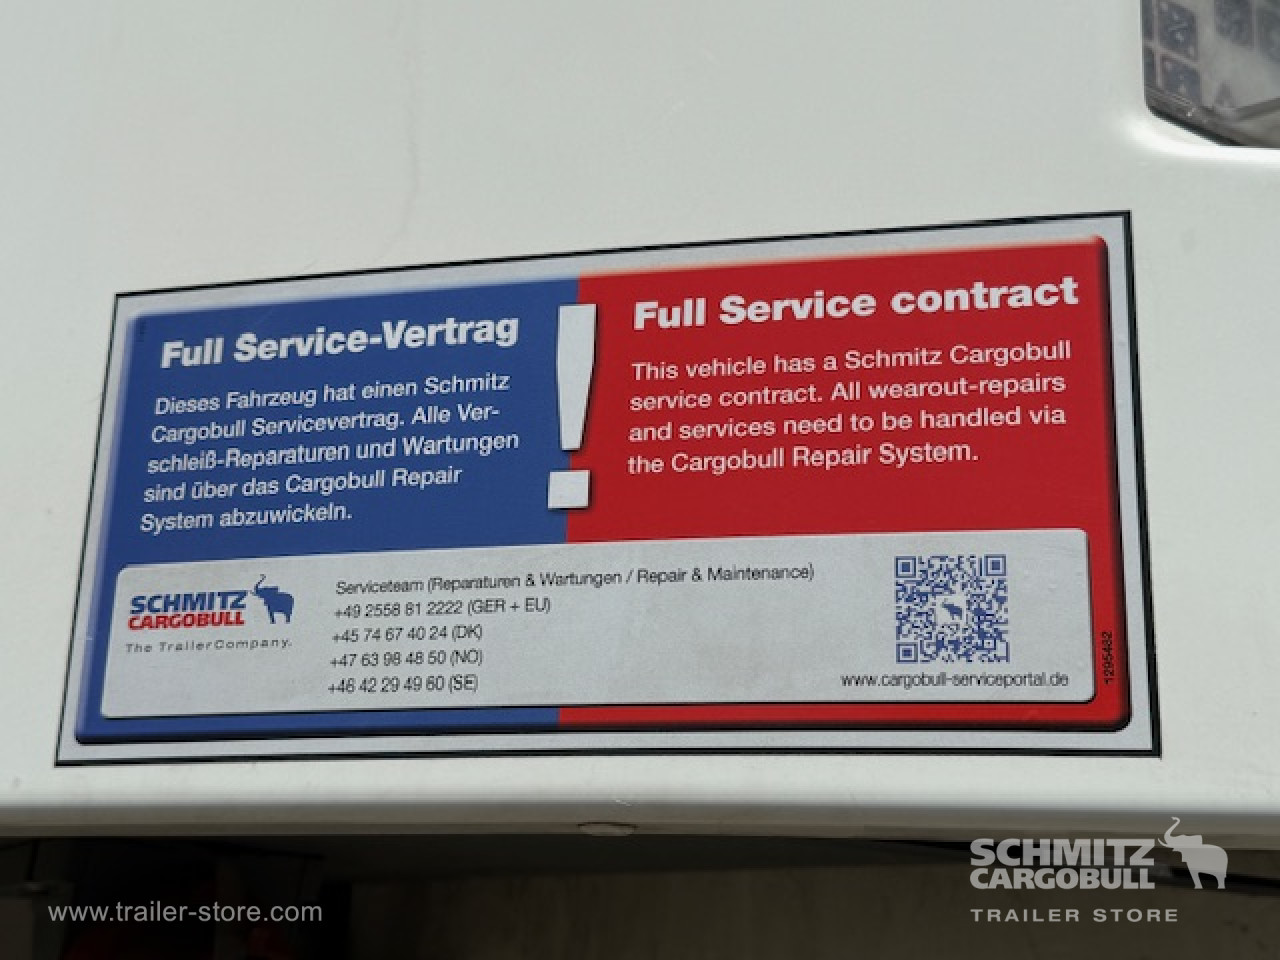 Full Service-Vertrag
Dieses Fahrzeug hat einen Schmitz
Cargobull Servicevertrag. Alle Ver-
schleiß-Reparaturen und Wartungen
sind über das Cargobull Repair
System abzuwickeln.
!
Full Service contract
This vehicle has a Schmitz Cargobull
service contract. All wearout-repairs
and services need to be handled via
the Cargobull Repair System.
SCHMITZ
CARGOBULL
The TrailerCompany.
Serviceteam (Reparaturen & Wartungen / Repair & Maintenance)
+49 2558 81 2222 (GER + EU)
+45 74 67 40 24 (DK)
+47 63 98 48 50 (NO)
+46 42 29 49 60 (SE)
www.cargobull-serviceportal.de
1295482
www.trailer-store.com
SCHMITZ
CARGOBULL
TRAILER STORE